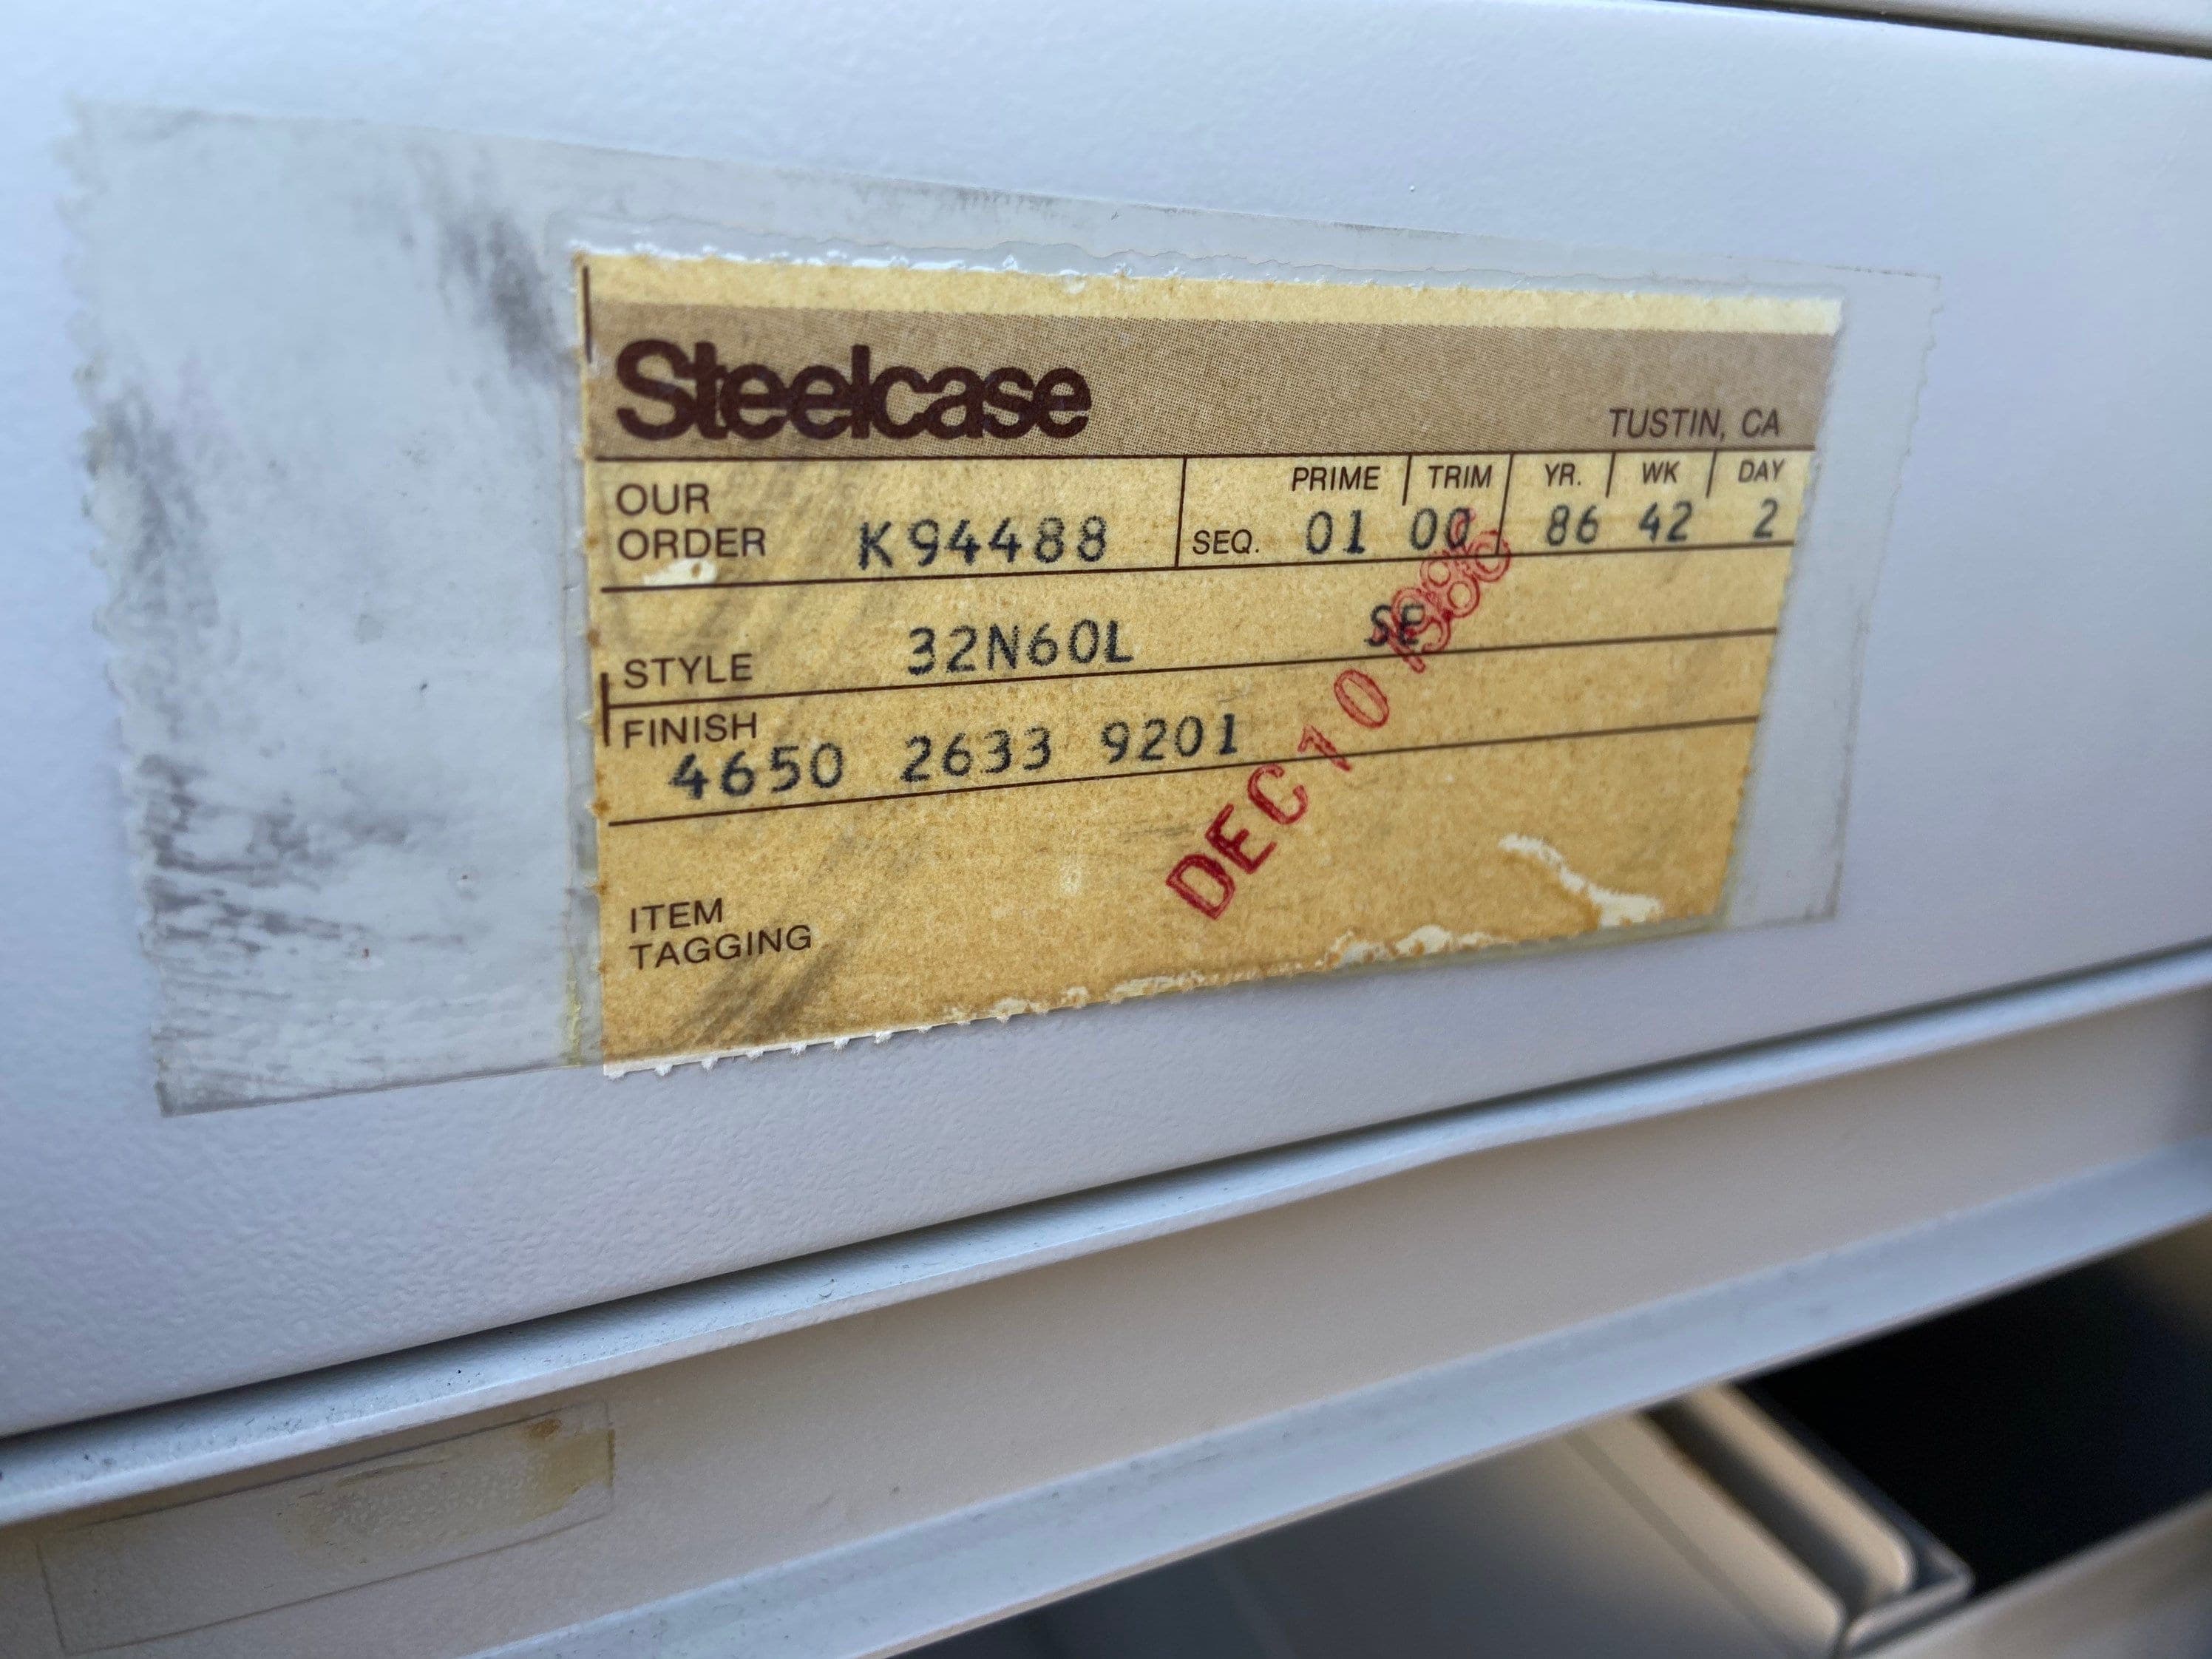 Steelcase
TUSTIN, CA
OUR
ORDER K94488
SEQ. PRIME 01 TRIM 00 YR. 86 WK 42 DAY 2
STYLE 32N60L SE
FINISH
4650 2633 9201
DEC 10 1986
ITEM
TAGGING